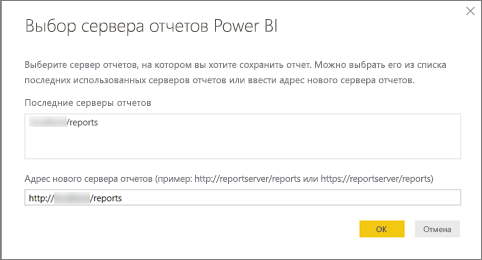 Выбор сервера отчетов Power BI
Выберите сервер отчетов, на котором вы хотите сохранить отчет. Можно выбрать его из списка
последних использованных серверов отчетов или ввести адрес нового сервера отчетов.
Последние серверы отчетов
/reports
Адрес нового сервера отчетов (пример: http://reportserver/reports или https://reportserver/reports)
http:// /reports
ОК
Отмена